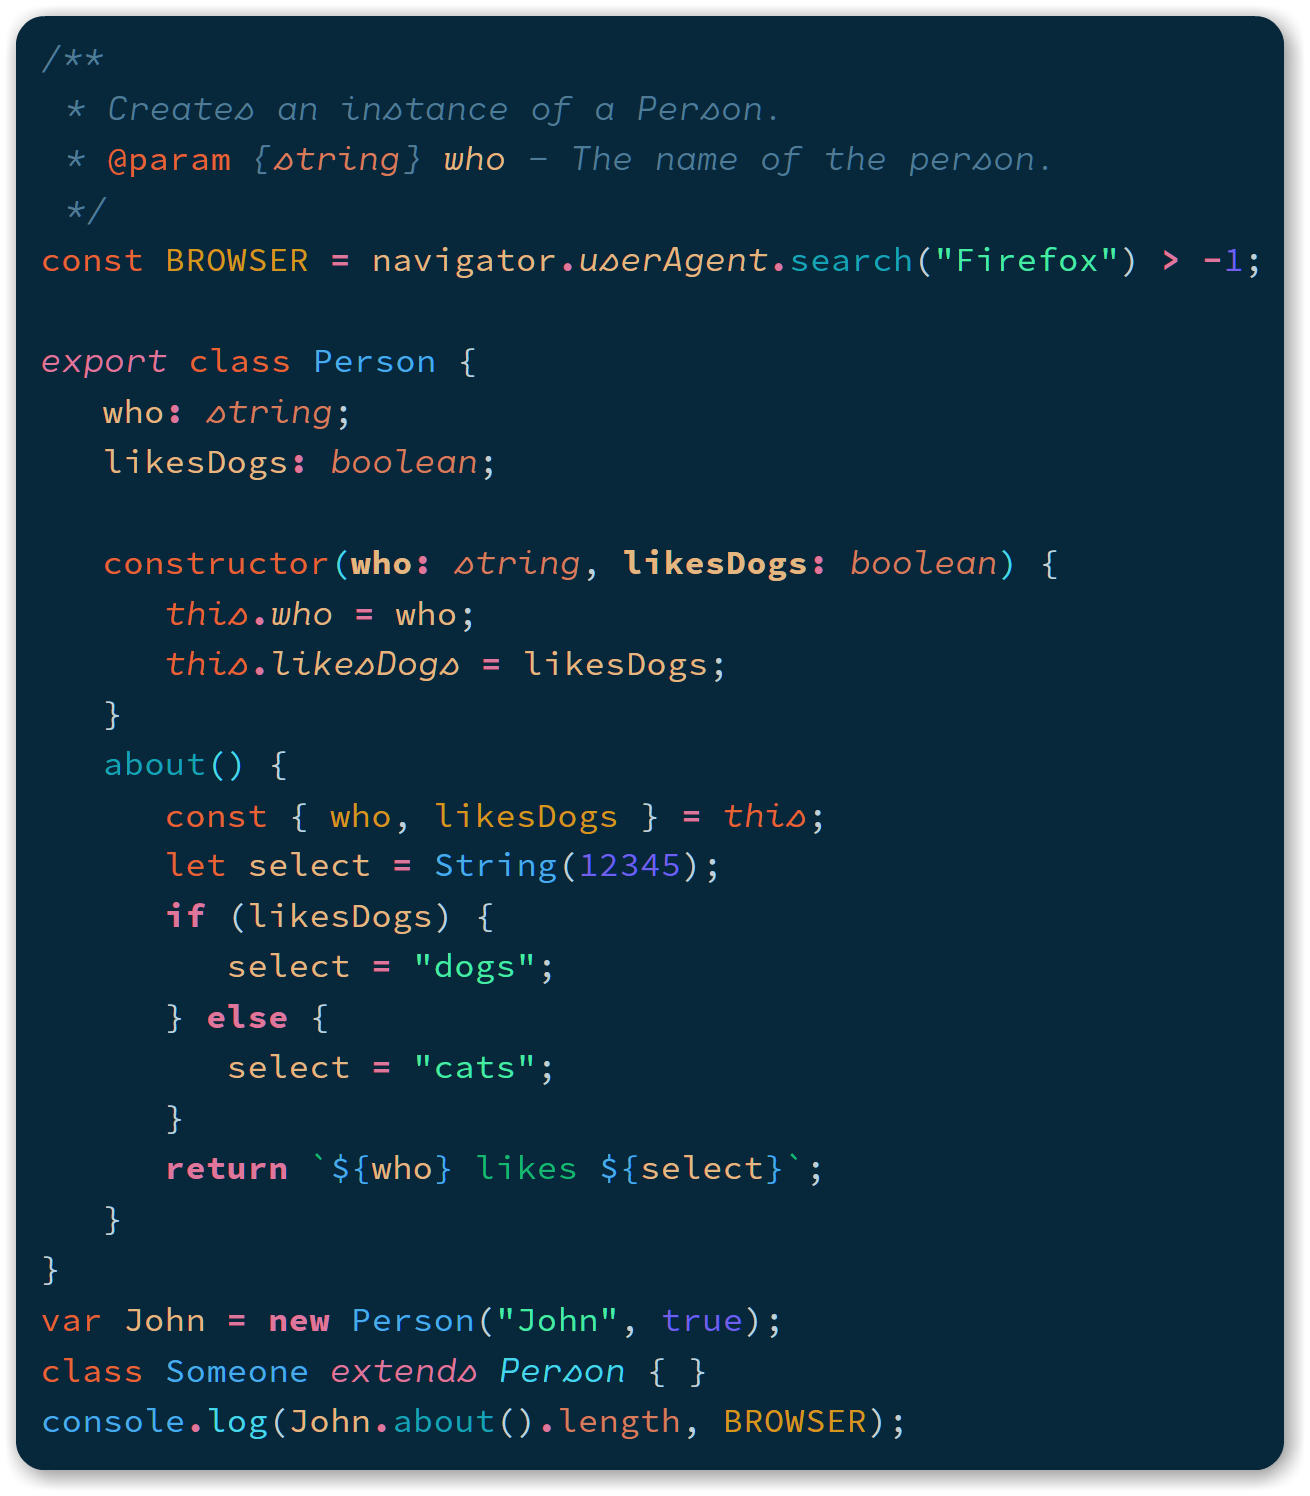 /**
 * Creates an instance of a Person.
 * @param {string} who - The name of the person.
 */
const BROWSER = navigator.userAgent.search("Firefox") > -1;

export class Person {
   who: string;
   likesDogs: boolean;

   constructor(who: string, likesDogs: boolean) {
      this.who = who;
      this.likesDogs = likesDogs;
   }
   about() {
      const { who, likesDogs } = this;
      let select = String(12345);
      if (likesDogs) {
         select = "dogs";
      } else {
         select = "cats";
      }
      return `${who} likes ${select}`;
   }
}
var John = new Person("John", true);
class Someone extends Person { }
console.log(John.about().length, BROWSER);